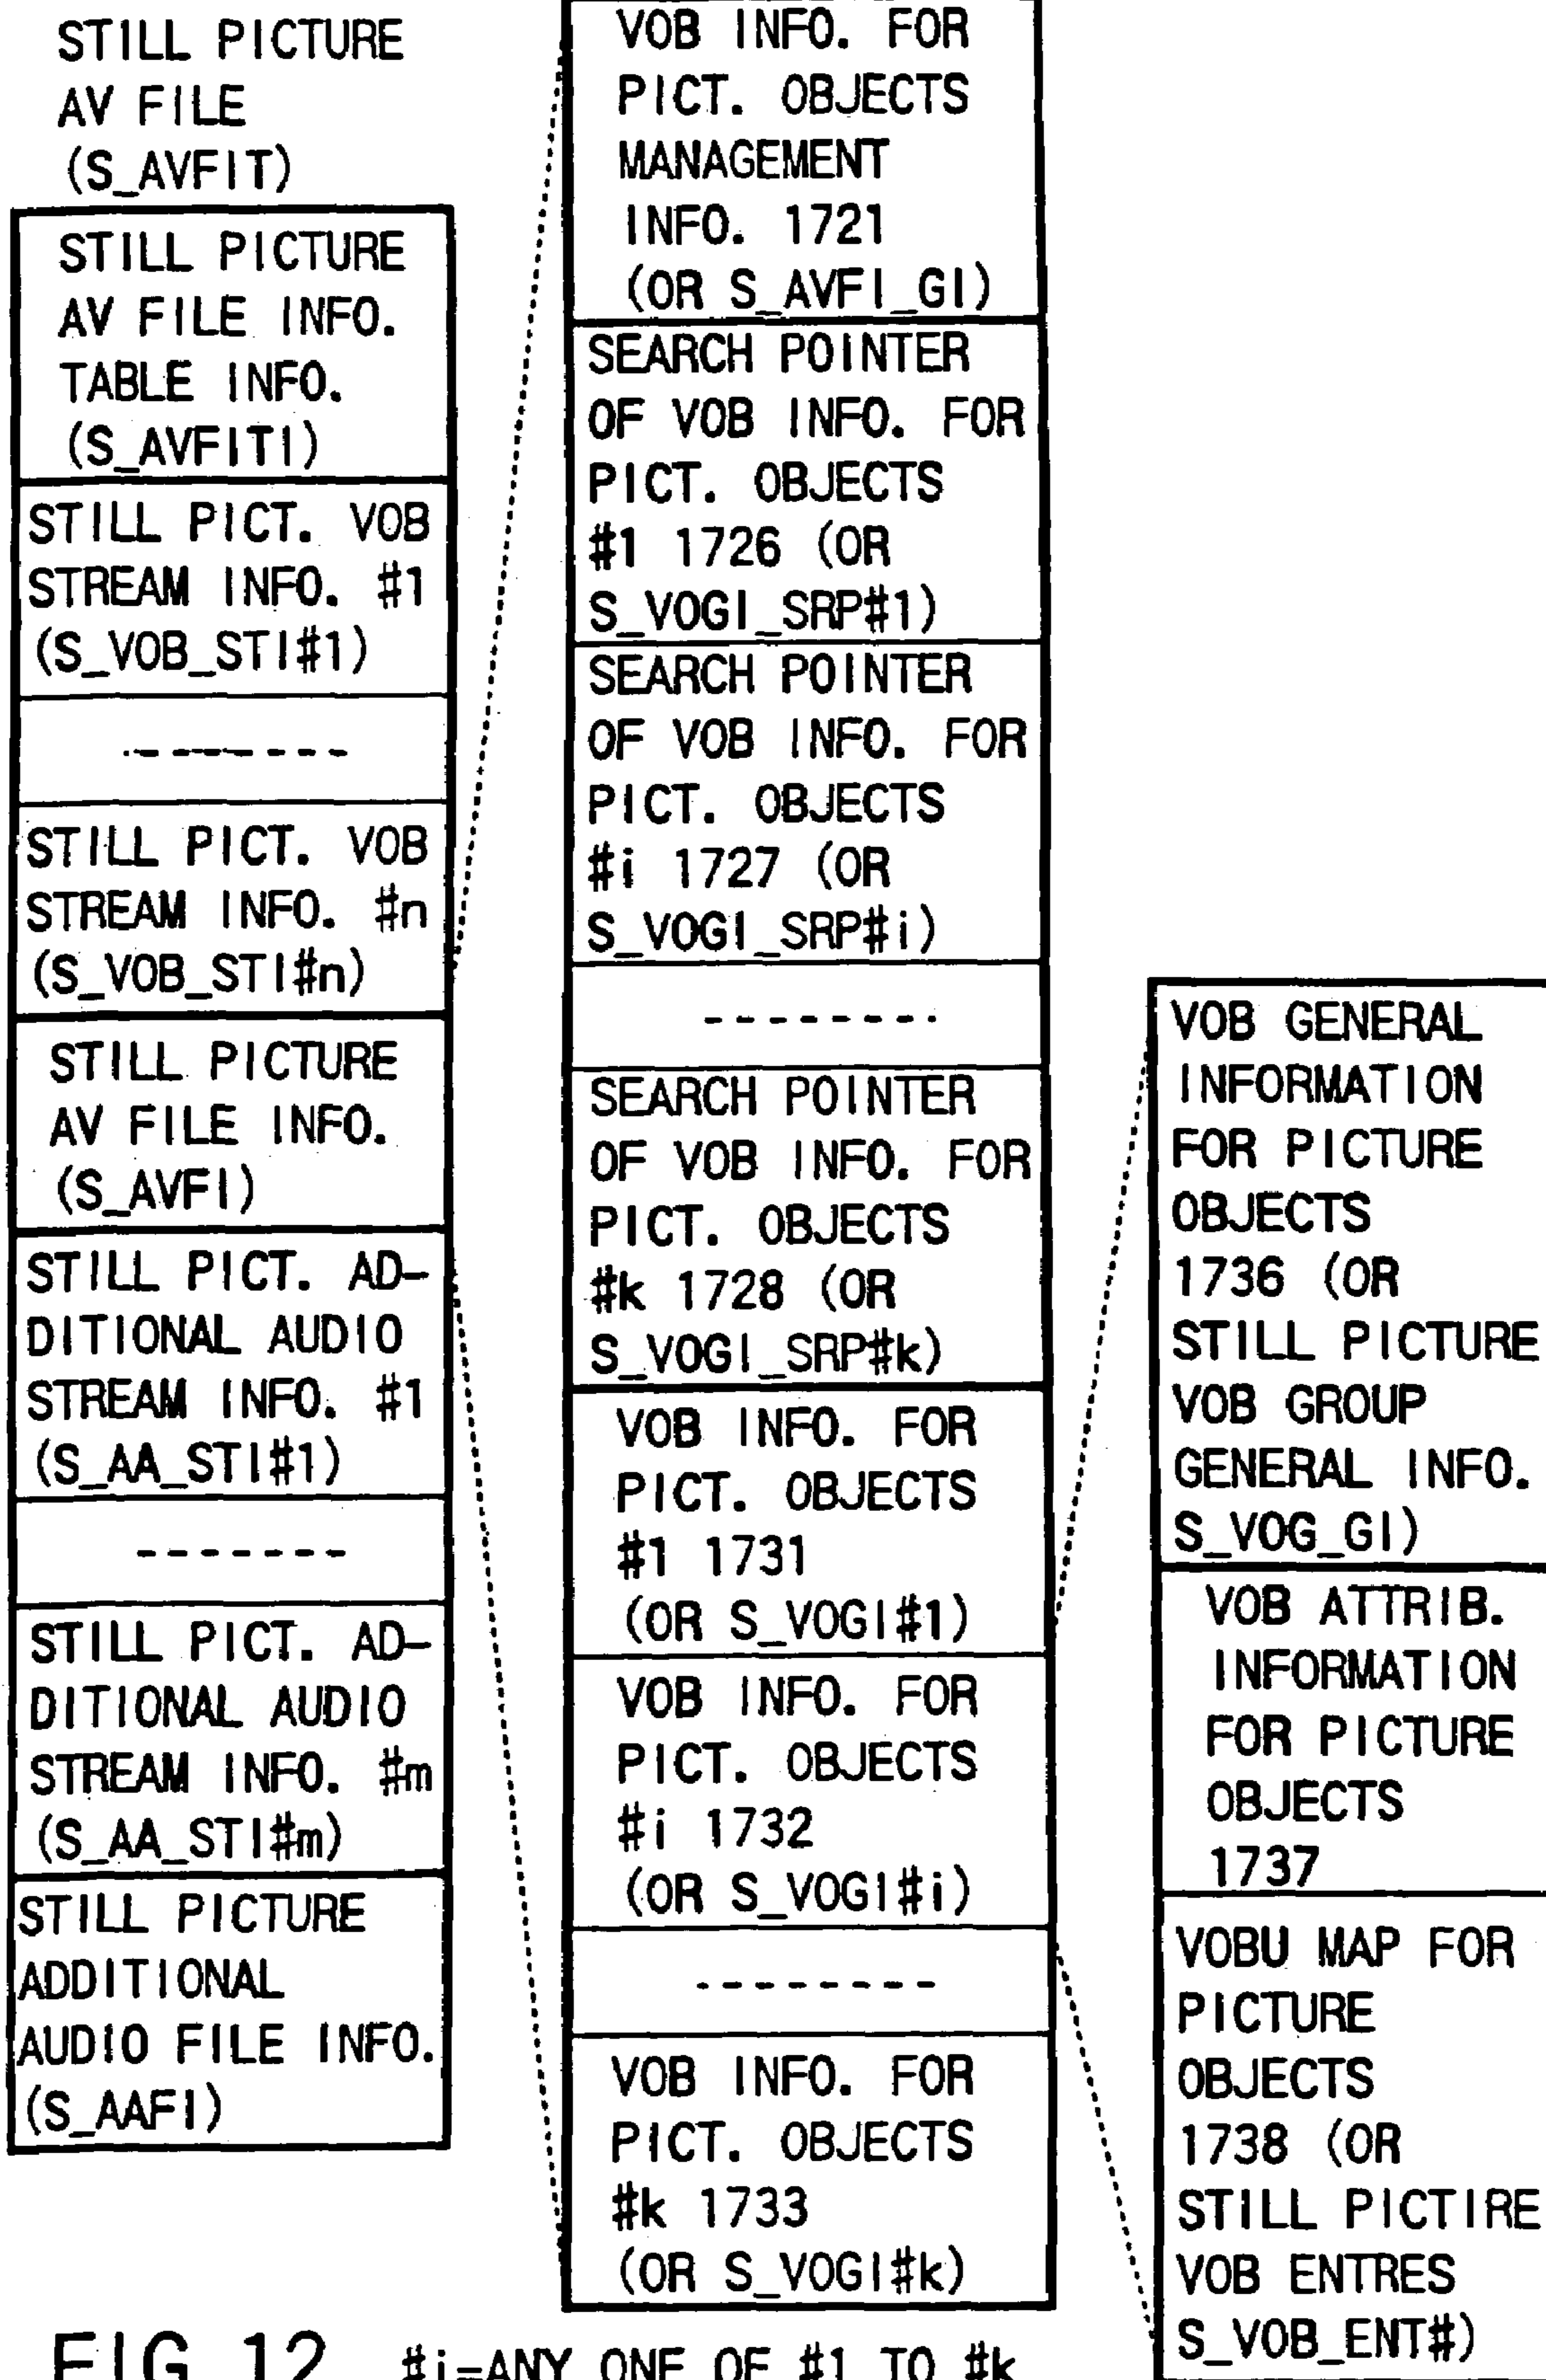 STILL PICTURE
AV FILE
(S_AVFIT)
STILL PICTURE
AV FILE INFO.
TABLE INFO.
(S_AVFITI)
STILL PICT. VOB
STREAM INFO. #1
(S_VOB_STI#1)
--------
STILL PICT. VOB
STREAM INFO. #n
(S_VOB_STI#n)
STILL PICTURE
AV FILE INFO.
(S_AVFI)
STILL PICT. AD-
DITIONAL AUDIO
STREAM INFO. #1
(S_AA_STI#1)
-------
STILL PICT. AD-
DITIONAL AUDIO
STREAM INFO. #m
(S_AA_STI#m)
STILL PICTURE
ADDITIONAL
AUDIO FILE INFO.
(S_AAFI)
VOB INFO. FOR
PICT. OBJECTS
MANAGEMENT
INFO. 1721
(OR S_AVFI_GI)
SEARCH POINTER
OF VOB INFO. FOR
PICT. OBJECTS
#1 1726 (OR
S_VOGI_SRP#1)
SEARCH POINTER
OF VOB INFO. FOR
PICT. OBJECTS
#i 1727 (OR
S_VOGI_SRP#i)
--------
SEARCH POINTER
OF VOB INFO. FOR
PICT. OBJECTS
#k 1728 (OR
S_VOGI_SRP#k)
VOB INFO. FOR
PICT. OBJECTS
#1 1731
(OR S_VOGI#1)
VOB INFO. FOR
PICT. OBJECTS
#i 1732
(OR S_VOGI#i)
--------
VOB INFO. FOR
PICT. OBJECTS
#k 1733
(OR S_VOGI#k)
VOB GENERAL
INFORMATION
FOR PICTURE
OBJECTS
1736 (OR
STILL PICTURE
VOB GROUP
GENERAL INFO.
S_VOG_GI)
VOB ATTRIB.
INFORMATION
FOR PICTURE
OBJECTS
1737
VOBU MAP FOR
PICTURE
OBJECTS
1738 (OR
STILL PICTIRE
VOB ENTRES
S_VOB_ENT#)
FIG. 12 #i=ANY ONE OF #1 TO #k